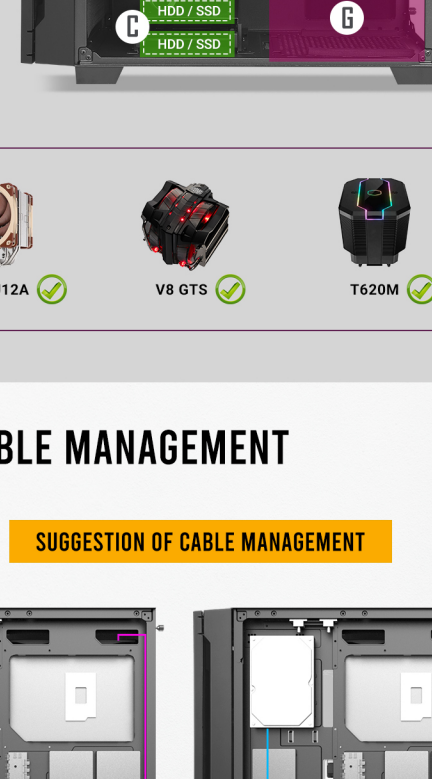 HDD / SSD
C
G
HDD / SSD
12A
V8 GTS
T620M
BLE MANAGEMENT
SUGGESTION OF CABLE MANAGEMENT